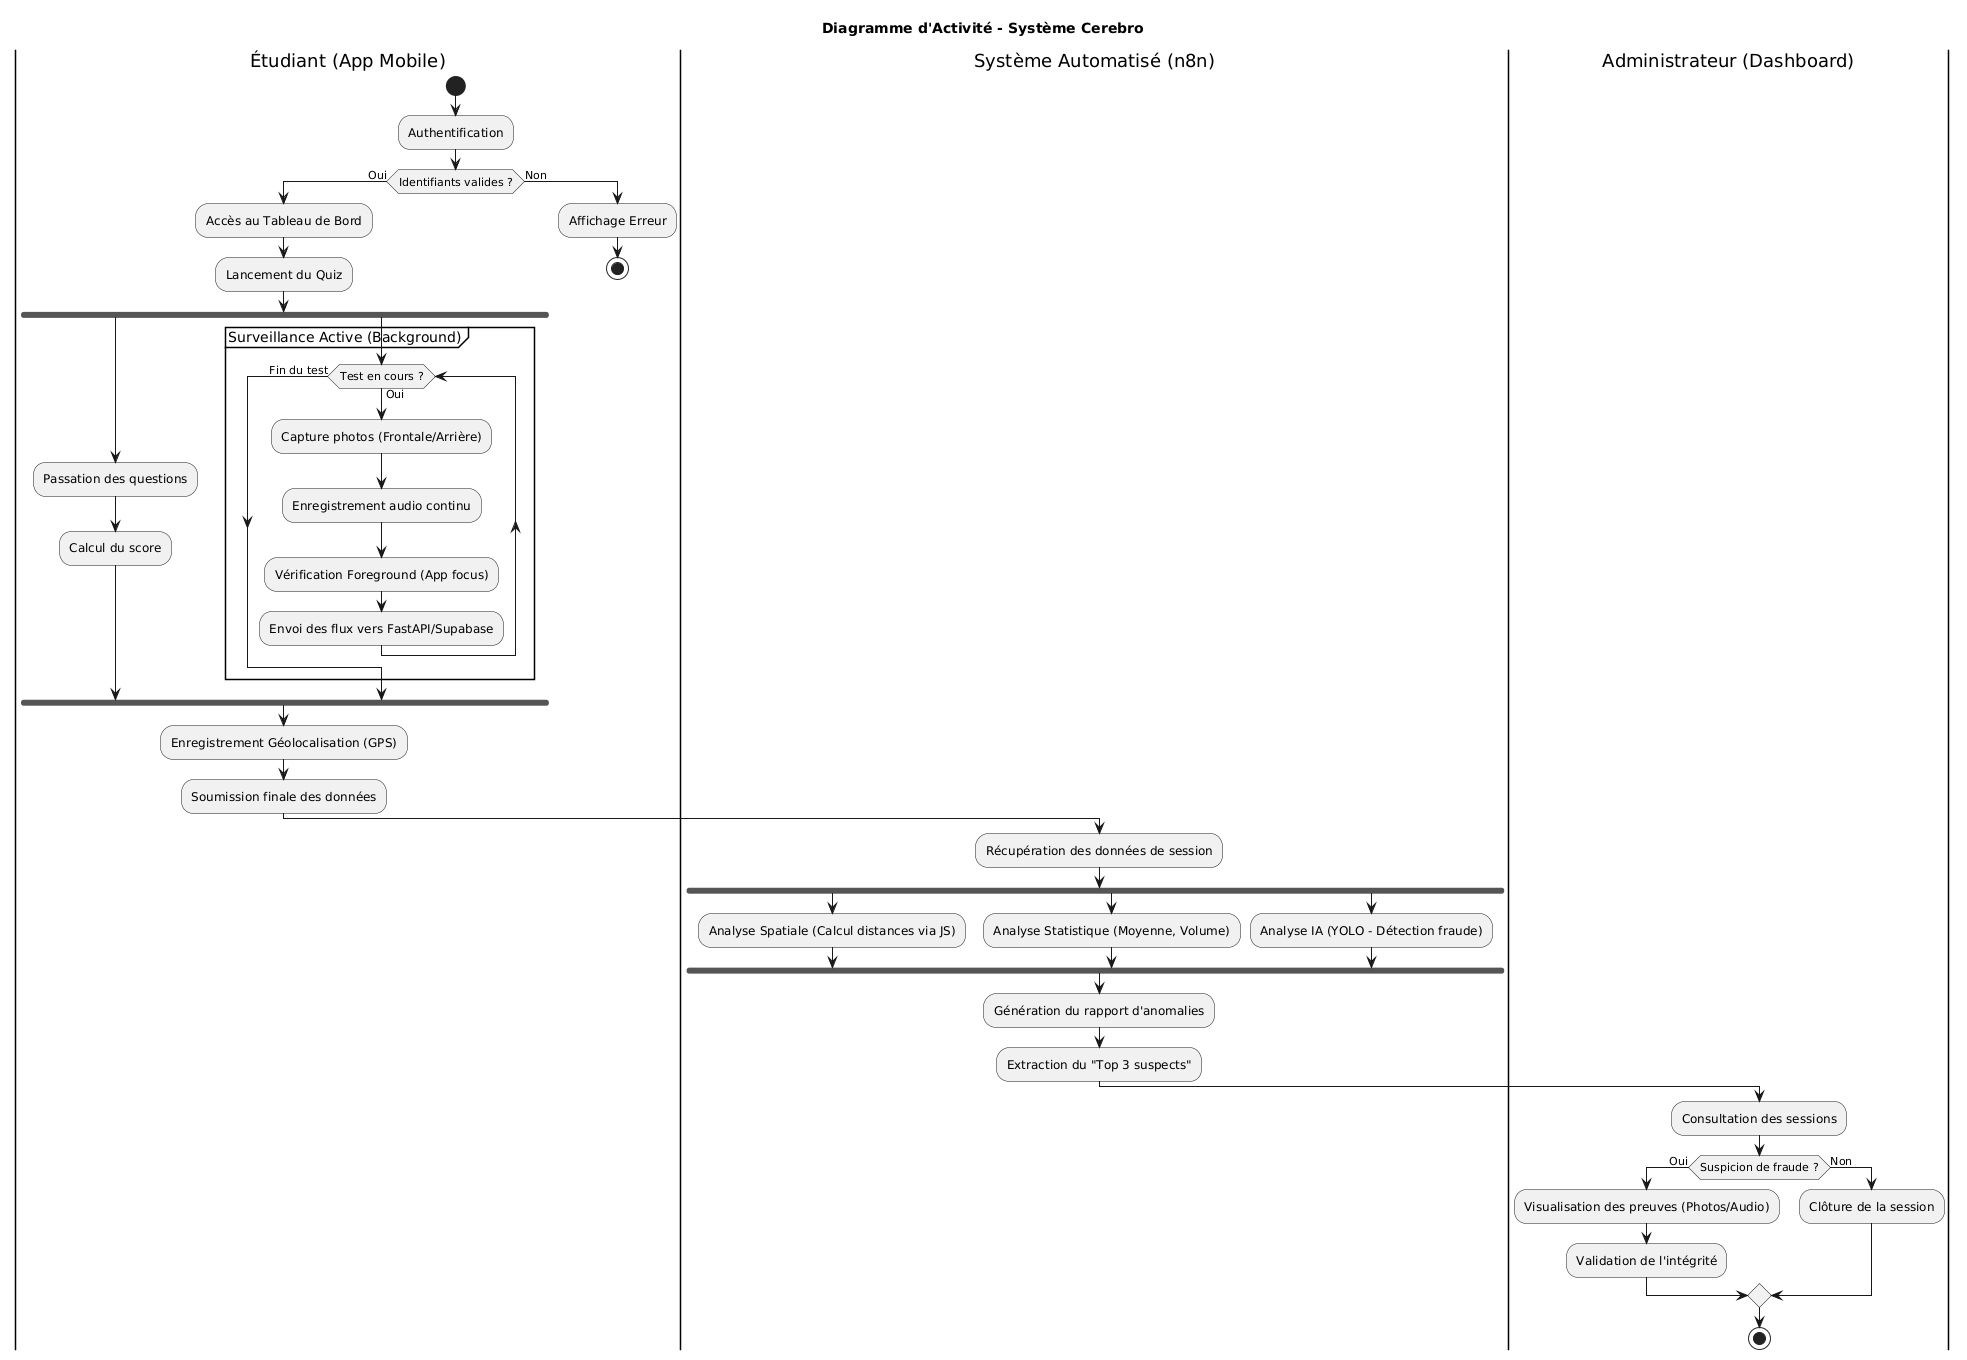 Diagramme d'Activité - Système Cerebro
Étudiant (App Mobile)
Système Automatisé (n8n)
Administrateur (Dashboard)
Authentification
Oui
Identifiants valides ?
Non
Accès au Tableau de Bord
Affichage Erreur
Lancement du Quiz
Surveillance Active (Background)
Fin du test
Test en cours ?
Oui
Capture photos (Frontale/Arrière)
Passation des questions
Enregistrement audio continu
Calcul du score
Vérification Foreground (App focus)
Envoi des flux vers FastAPI/Supabase
Enregistrement Géolocalisation (GPS)
Soumission finale des données
Récupération des données de session
Analyse Spatiale (Calcul distances via JS)
Analyse Statistique (Moyenne, Volume)
Analyse IA (YOLO - Détection fraude)
Génération du rapport d'anomalies
Extraction du "Top 3 suspects"
Consultation des sessions
Oui
Suspicion de fraude ?
Non
Visualisation des preuves (Photos/Audio)
Clôture de la session
Validation de l'intégrité